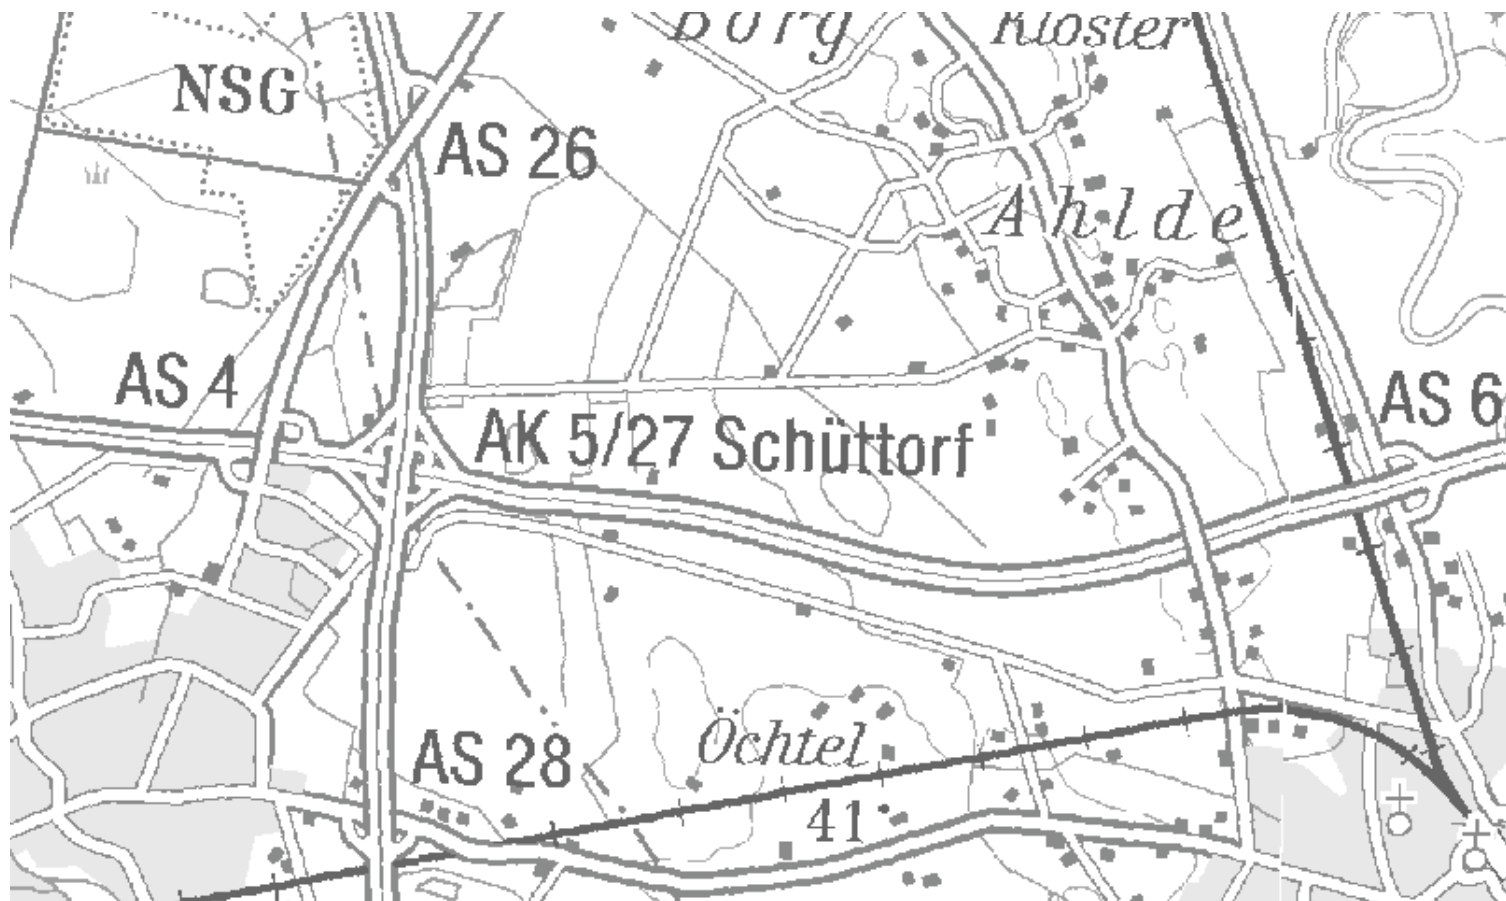 Borg
Kloster
NSG
AS 26
Ahlde
AS 4
AS 6
AK 5/27 Schüttorf
Öchtel
AS 28
41